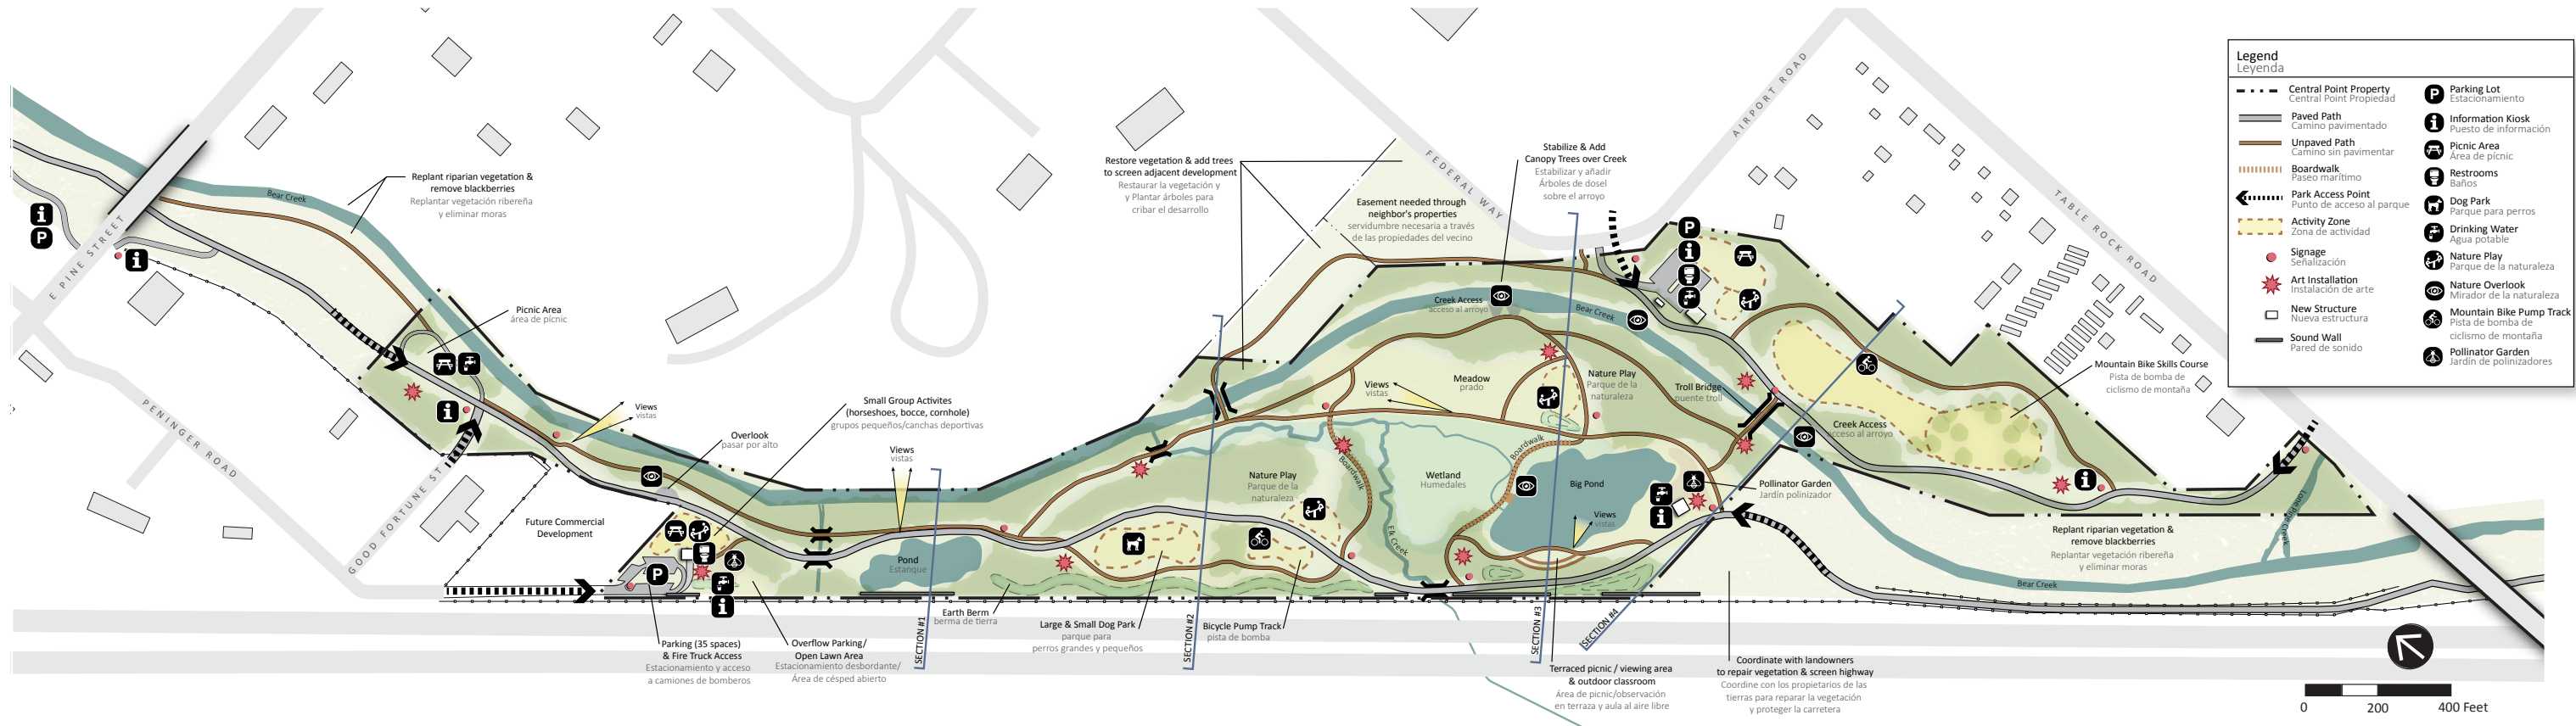 E PINE STREET
Bear Creek
Replant riparian vegetation &
remove blackberries
Replantar vegetación ribereña
y eliminar moras
Picnic Area
área de pícnic
PENINGER ROAD
GOOD FORTUNE ST
Future Commercial
Development
Views
vistas
Overlook
pasar por alto
Small Group Activites
(horseshoes, bocce, cornhole)
grupos pequeños/canchas deportivas
Views
vistas
Pond
Estanque
Parking (35 spaces)
& Fire Truck Access
Estacionamiento y acceso
a camiones de bomberos
Overflow Parking/
Open Lawn Area
Estacionamiento desbordante/
Área de césped abierto
SECTION #1
Earth Berm
berma de tierra
Large & Small Dog Park
parque para
perros grandes y pequeños
SECTION #2
Bicycle Pump Track
pista de bomba
Restore vegetation & add trees
to screen adjacent development
Restaurar la vegetación y
Plantar árboles para
cribar el desarrollo
Easement needed through
neighbor's properties
servidumbre necesaria a través
de las propiedades del vecino
FEDERAL WAY
Stabilize & Add
Canopy Trees over Creek
Estabilizar y añadir
Árboles de dosel
sobre el arroyo
Creek Access
acceso al arroyo
Bear Creek
Views
vistas
Meadow
prado
Nature Play
Parque de la
naturaleza
Troll Bridge
puente troll
Nature Play
Parque de la
naturaleza
Boardwalk
Elk Creek
Wetland
Humedales
Boardwalk
Big Pond
Views
vistas
Pollinator Garden
Jardín polinizador
Creek Access
acceso al arroyo
SECTION #3
SECTION #4
Terraced picnic / viewing area
& outdoor classroom
Área de picnic/observación
en terraza y aula al aire libre
Coordinate with landowners
to repair vegetation & screen highway
Coordine con los propietarios de las
tierras para reparar la vegetación
y proteger la carretera
AIRPORT ROAD
TABLE ROCK ROAD
Mountain Bike Skills Course
Pista de bomba de
ciclismo de montaña
Replant riparian vegetation &
remove blackberries
Replantar vegetación ribereña
y eliminar moras
Bear Creek
Lone Pine Creek
Legend
Leyenda
Central Point Property
Central Point Propiedad
Paved Path
Camino pavimentado
Unpaved Path
Camino sin pavimentar
Boardwalk
Paseo marítimo
Park Access Point
Punto de acceso al parque
Activity Zone
Zona de actividad
Signage
Señalización
Art Installation
Instalación de arte
New Structure
Nueva estructura
Sound Wall
Pared de sonido
P
Parking Lot
Estacionamiento
i
Information Kiosk
Puesto de información
Picnic Area
Área de pícnic
Restrooms
Baños
Dog Park
Parque para perros
Drinking Water
Agua potable
Nature Play
Parque de la naturaleza
Nature Overlook
Mirador de la naturaleza
Mountain Bike Pump Track
Pista de bomba de
ciclismo de montaña
Pollinator Garden
Jardín de polinizadores
0 200 400 Feet